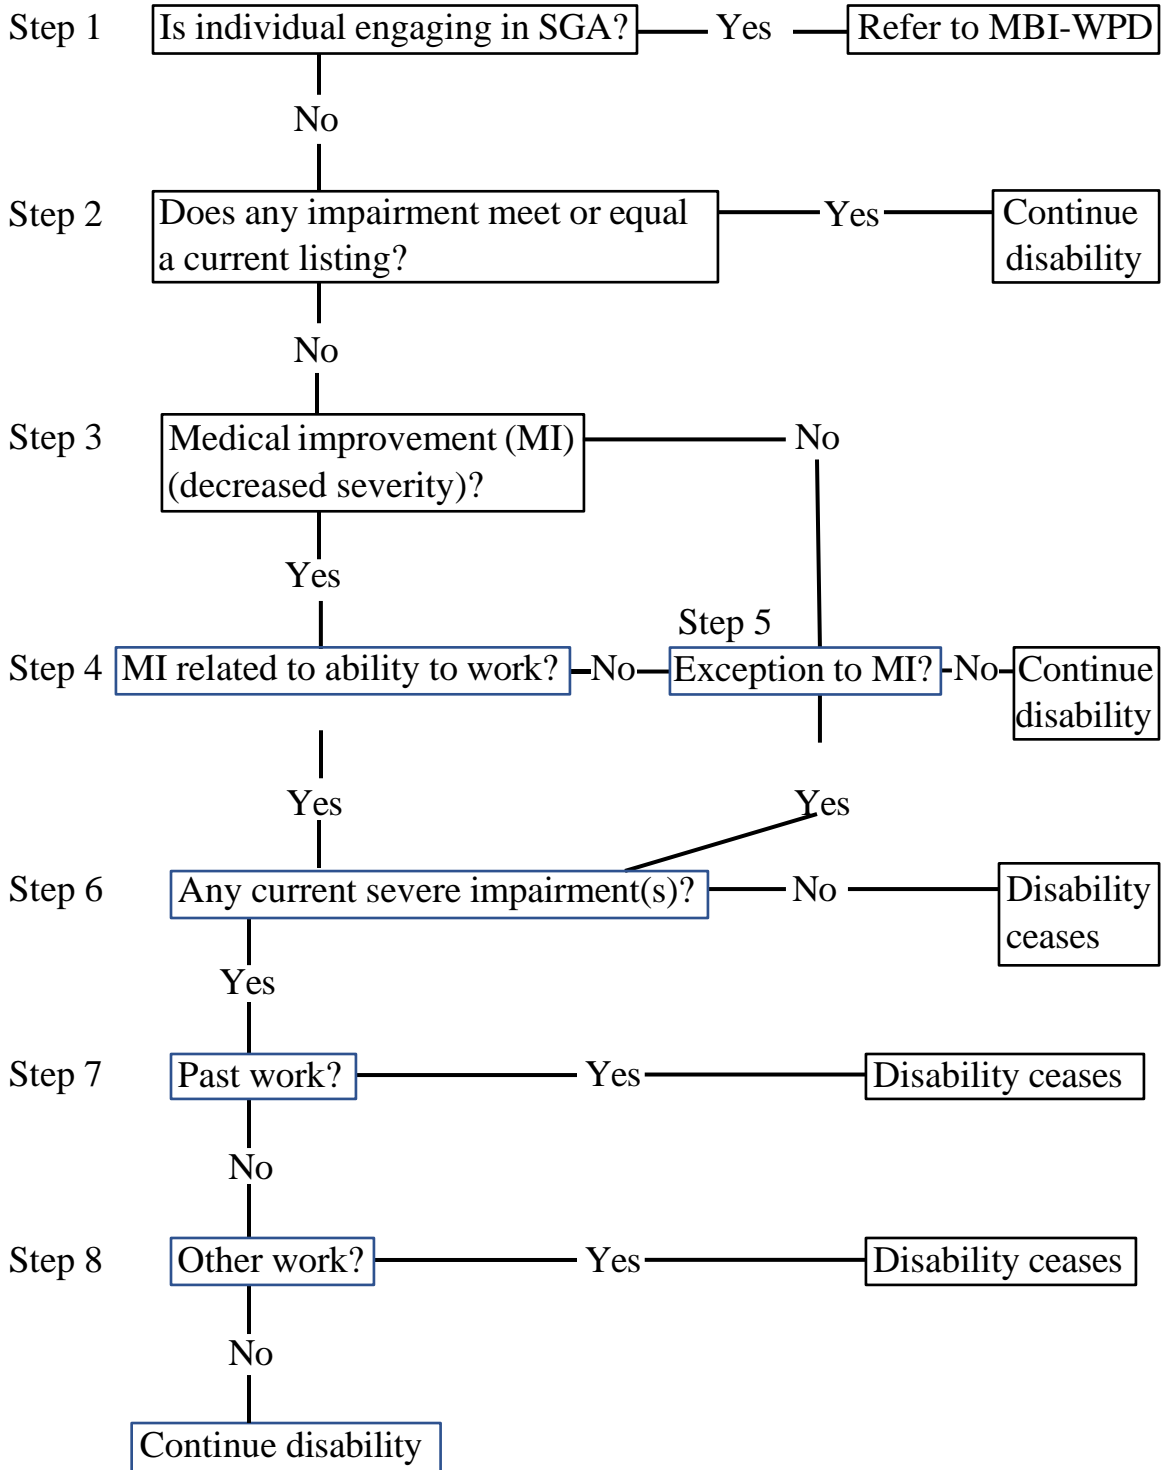 Step 1 Is individual engaging in SGA? Yes Refer to MBI-WPD
No
Step 2 Does any impairment meet or equal Yes Continue
a current listing? disability
No
Step 3 Medical improvement (MI) No
(decreased severity)?
Yes
Step 5
Step 4 MI related to ability to work? No Exception to MI? No Continue
disability
Yes Yes
Step 6 Any current severe impairment(s)? No Disability
ceases
Yes
Step 7 Past work? Yes Disability ceases
No
Step 8 Other work? Yes Disability ceases
No
Continue disability